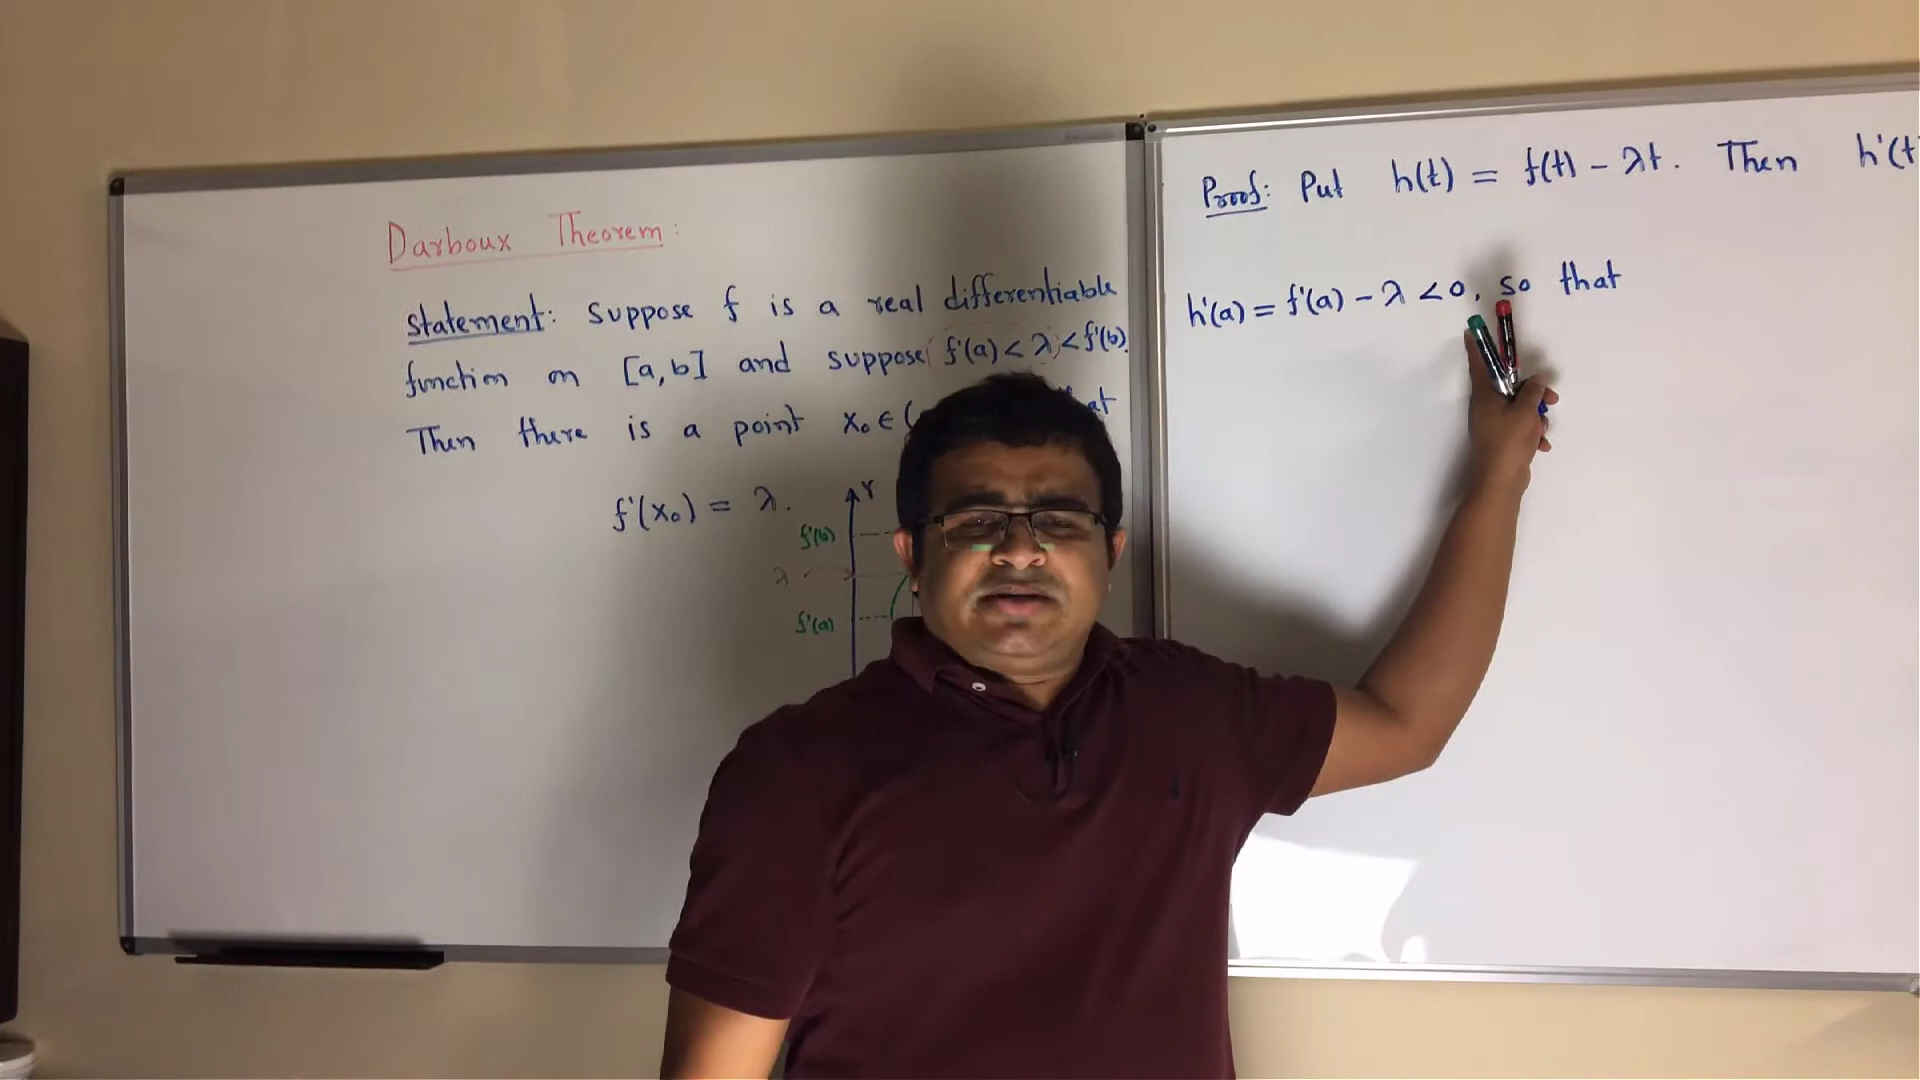 Darboux Theorem:
statement: suppose f is a real differentiable
function on [a,b] and suppose f'(a) < λ < f'(b).
Then there is a point x₀ ∈ (
f'(x₀) = λ.
Y
f'(b)
λ
f'(a)
Proof: Put h(t) = f(t) - λt. Then h'(t
h'(a) = f'(a) - λ < 0, so that